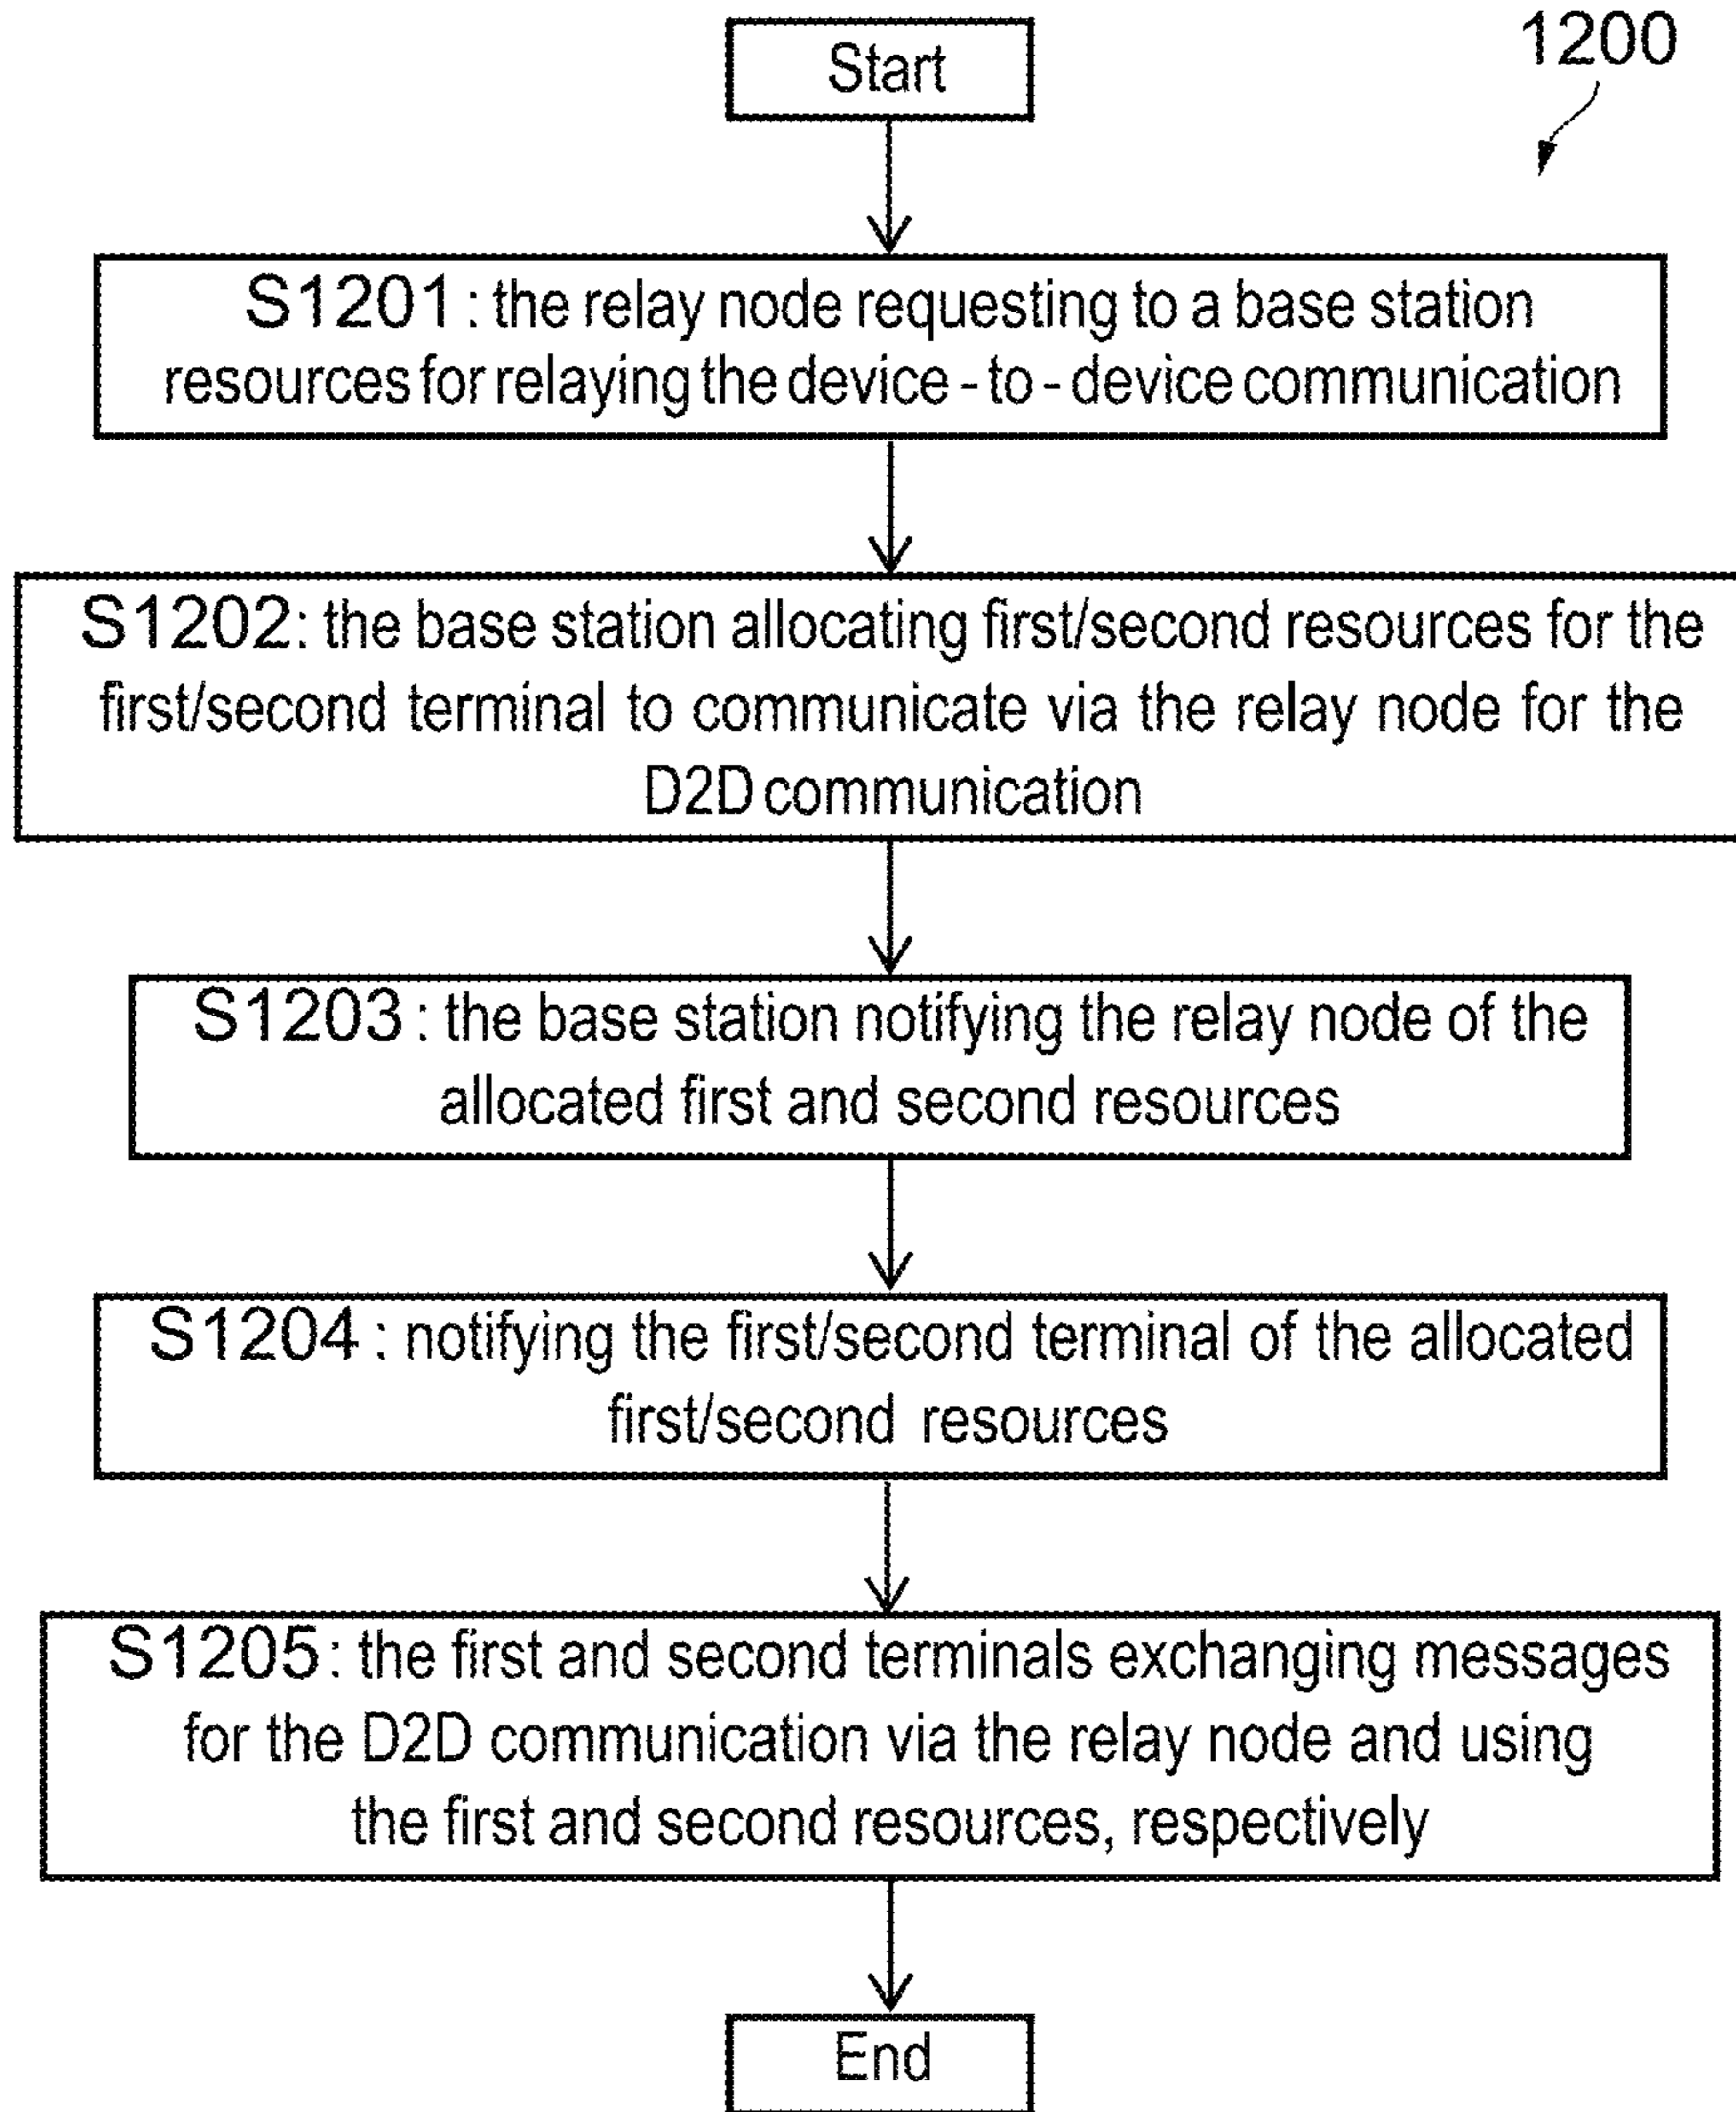 1200
Start
S1201 : the relay node requesting to a base station
resources for relaying the device - to - device communication
S1202: the base station allocating first/second resources for the
first/second terminal to communicate via the relay node for the
D2D communication
S1203 : the base station notifying the relay node of the
allocated first and second resources
S1204 : notifying the first/second terminal of the allocated
first/second resources
S1205 : the first and second terminals exchanging messages
for the D2D communication via the relay node and using
the first and second resources, respectively
End